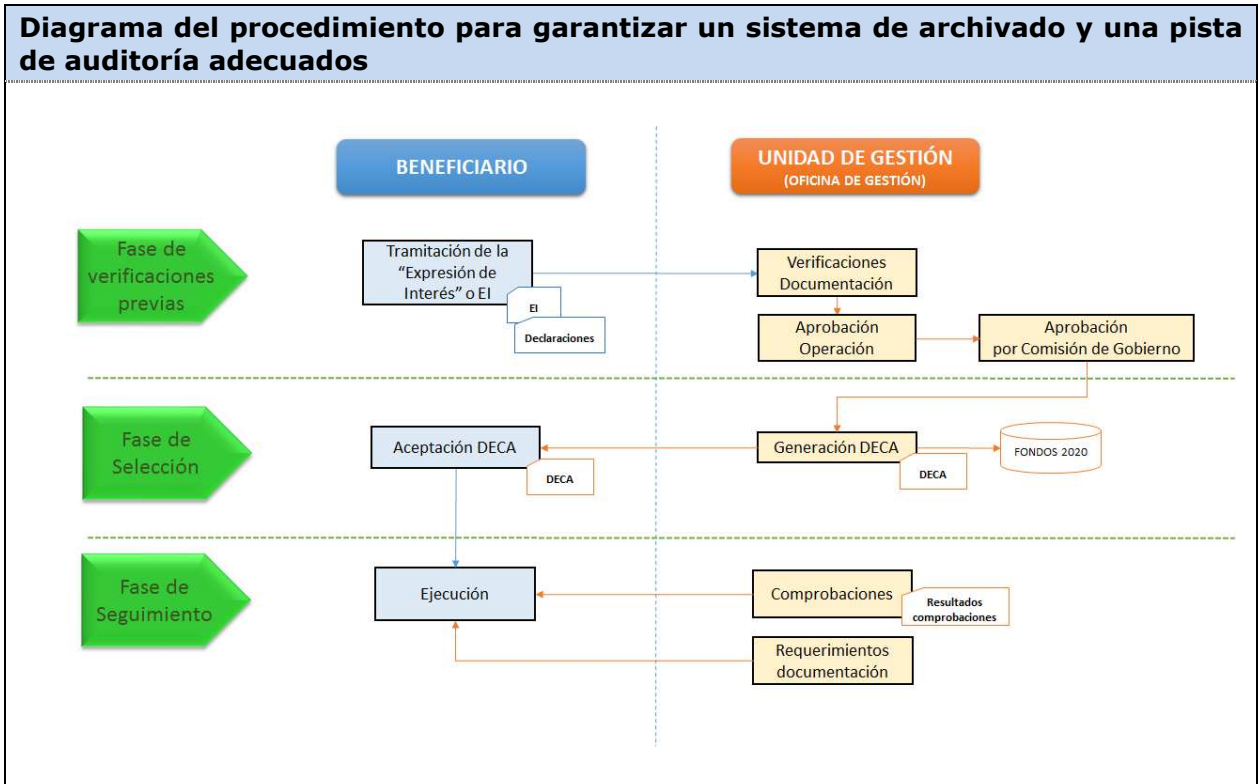 Diagrama del procedimiento para garantizar un sistema de archivado y una pista
de auditoría adecuados
BENEFICIARIO
UNIDAD DE GESTIÓN
(OFICINA DE GESTIÓN)
Fase de
verificaciones
previas
Tramitación de la
“Expresión de
Interés” o EI
EI
Declaraciones
Verificaciones
Documentación
Aprobación
Operación
Aprobación
por Comisión de Gobierno
Fase de
Selección
Aceptación DECA
DECA
Generación DECA
DECA
FONDOS 2020
Fase de
Seguimiento
Ejecución
Comprobaciones
Resultados
comprobaciones
Requerimientos
documentación